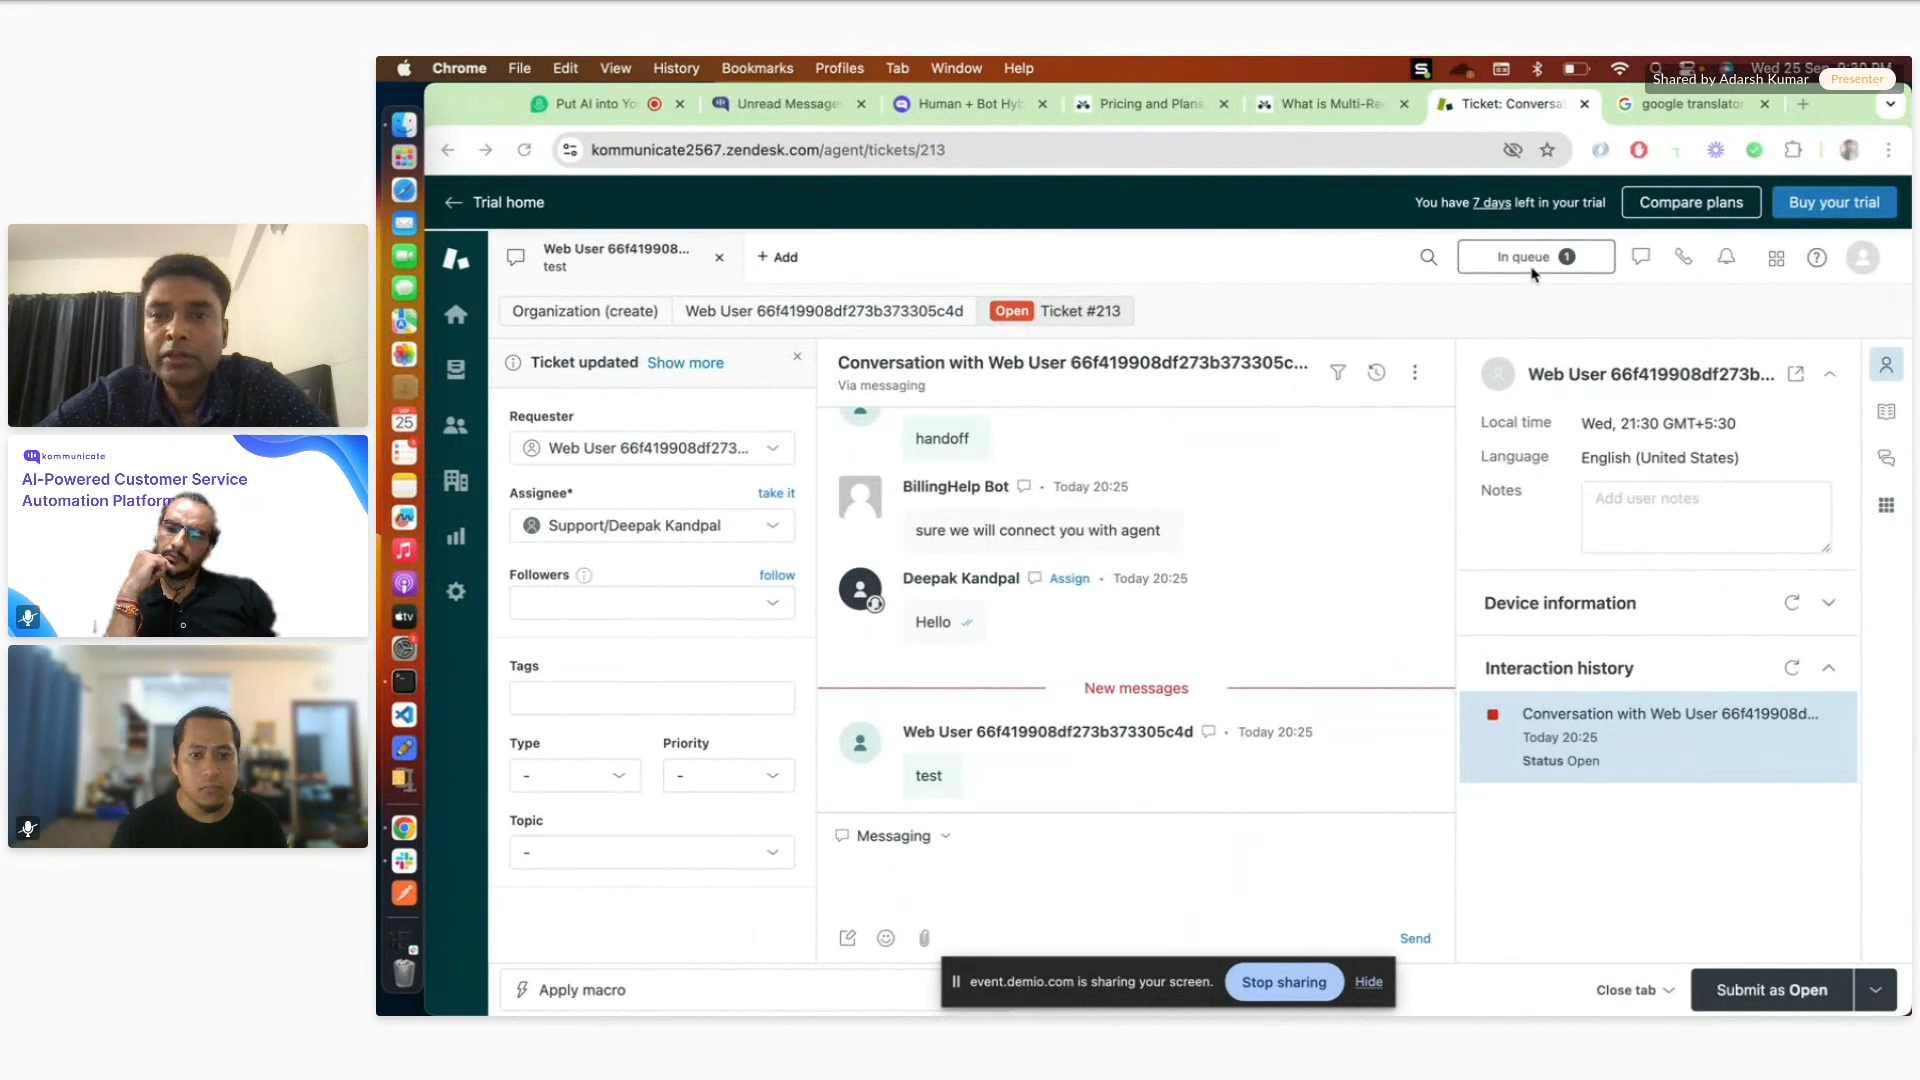 Chrome File Edit View History Bookmarks Profiles Tab Window Help
Wed 25 Sep 9:30 PM
Shared by Adarsh Kumar Presenter
Put AI into Yo
Unread Message
Human + Bot Hy
Pricing and Plans
What is Multi-Re
Ticket: Conversa
google translator
kommunicate2567.zendesk.com/agent/tickets/213
Trial home
You have 7 days left in your trial
Compare plans
Buy your trial
Web User 66f419908...
test
+ Add
In queue 1
Organization (create)
Web User 66f419908df273b373305c4d
Open Ticket #213
Ticket updated Show more
Requester
Web User 66f419908df273...
Assignee* take it
Support/Deepak Kandpal
Followers follow
Tags
Type Priority
- -
Topic
-
Apply macro
Conversation with Web User 66f419908df273b373305c...
Via messaging
handoff
BillingHelp Bot · Today 20:25
sure we will connect you with agent
Deepak Kandpal Assign · Today 20:25
Hello
New messages
Web User 66f419908df273b373305c4d · Today 20:25
test
Messaging
Send
Web User 66f419908df273b...
Local time Wed, 21:30 GMT+5:30
Language English (United States)
Notes Add user notes
Device information
Interaction history
Conversation with Web User 66f419908d...
Today 20:25
Status Open
event.demio.com is sharing your screen.
Stop sharing
Hide
Close tab
Submit as Open
kommunicate
AI-Powered Customer Service
Automation Platform
25
tv